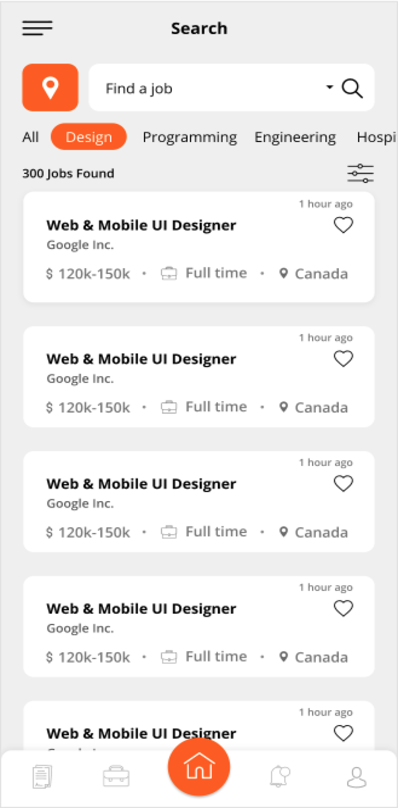 Search
Find a job
All Design Programming Engineering Hospi
300 Jobs Found
1 hour ago
Web & Mobile UI Designer
Google Inc.
$ 120k-150k · Full time · Canada
1 hour ago
Web & Mobile UI Designer
Google Inc.
$ 120k-150k · Full time · Canada
1 hour ago
Web & Mobile UI Designer
Google Inc.
$ 120k-150k · Full time · Canada
1 hour ago
Web & Mobile UI Designer
Google Inc.
$ 120k-150k · Full time · Canada
1 hour ago
Web & Mobile UI Designer